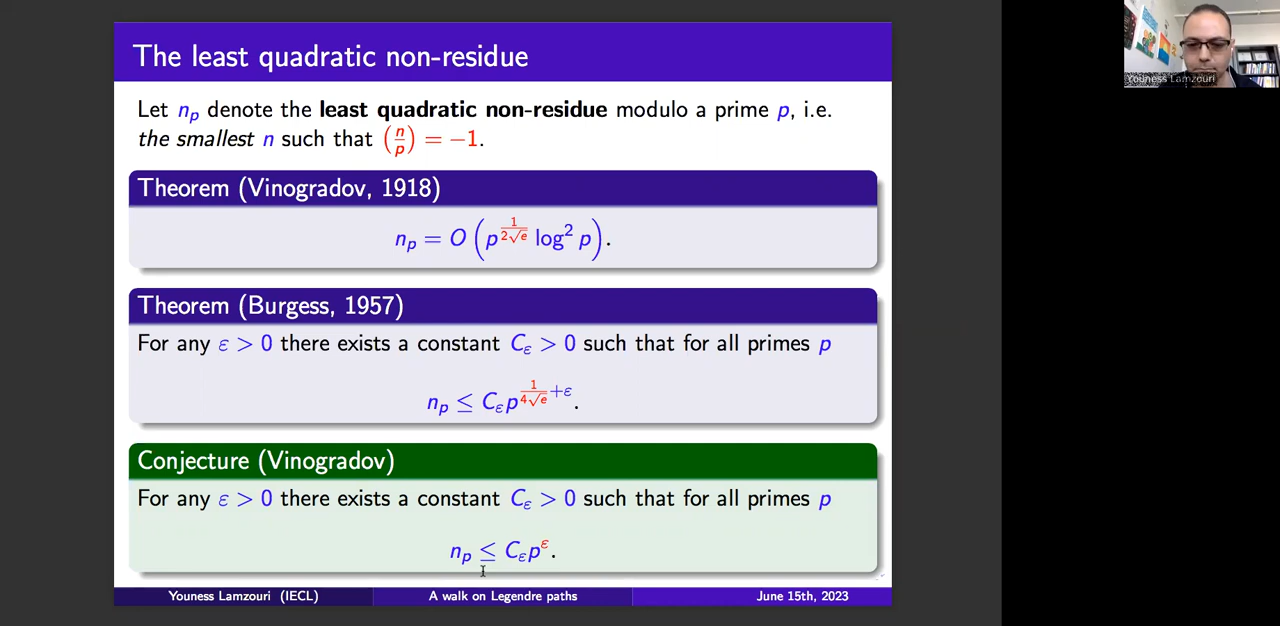 The least quadratic non-residue
Let n_p denote the least quadratic non-residue modulo a prime p, i.e.
the smallest n such that (n/p) = −1.
Theorem (Vinogradov, 1918)
n_p = O(p^{1/(2√e)} log² p).
Theorem (Burgess, 1957)
For any ε > 0 there exists a constant C_ε > 0 such that for all primes p
n_p ≤ C_ε p^{1/(4√e)+ε}.
Conjecture (Vinogradov)
For any ε > 0 there exists a constant C_ε > 0 such that for all primes p
n_p ≤ C_ε p^ε.
Youness Lamzouri (IECL)
A walk on Legendre paths
June 15th, 2023
Youness Lamzouri